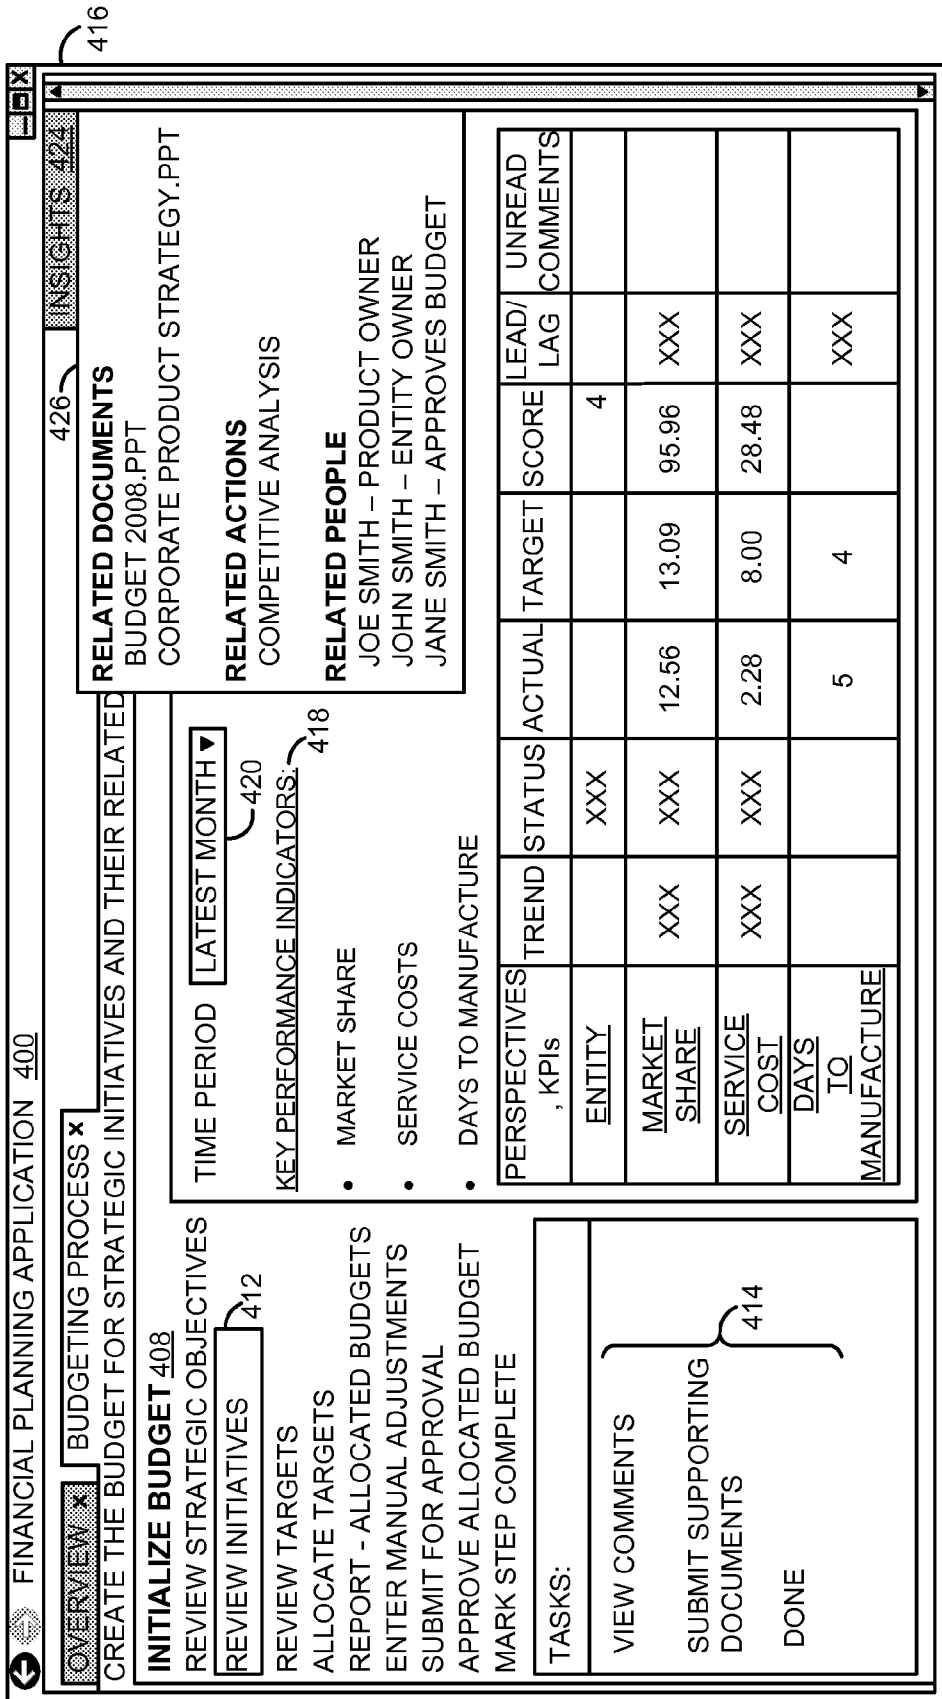 FINANCIAL PLANNING APPLICATION 400
416
OVERVIEW x
BUDGETING PROCESS x
426
INSIGHTS 424
CREATE THE BUDGET FOR STRATEGIC INITIATIVES AND THEIR RELATED
INITIALIZE BUDGET 408
REVIEW STRATEGIC OBJECTIVES
REVIEW INITIATIVES
412
REVIEW TARGETS
ALLOCATE TARGETS
REPORT - ALLOCATED BUDGETS
ENTER MANUAL ADJUSTMENTS
SUBMIT FOR APPROVAL
APPROVE ALLOCATED BUDGET
MARK STEP COMPLETE
TASKS:
VIEW COMMENTS
SUBMIT SUPPORTING
DOCUMENTS
DONE
414
TIME PERIOD LATEST MONTH ▼
420
KEY PERFORMANCE INDICATORS:
418
• MARKET SHARE
• SERVICE COSTS
• DAYS TO MANUFACTURE
RELATED DOCUMENTS
BUDGET 2008.PPT
CORPORATE PRODUCT STRATEGY.PPT
RELATED ACTIONS
COMPETITIVE ANALYSIS
RELATED PEOPLE
JOE SMITH – PRODUCT OWNER
JOHN SMITH – ENTITY OWNER
JANE SMITH – APPROVES BUDGET
PERSPECTIVES
, KPIs
TREND
STATUS
ACTUAL
TARGET
SCORE
LEAD/
LAG
UNREAD
COMMENTS
ENTITY
XXX
4
MARKET
SHARE
XXX
XXX
12.56
13.09
95.96
XXX
SERVICE
COST
XXX
XXX
2.28
8.00
28.48
XXX
DAYS
TO
MANUFACTURE
5
4
XXX